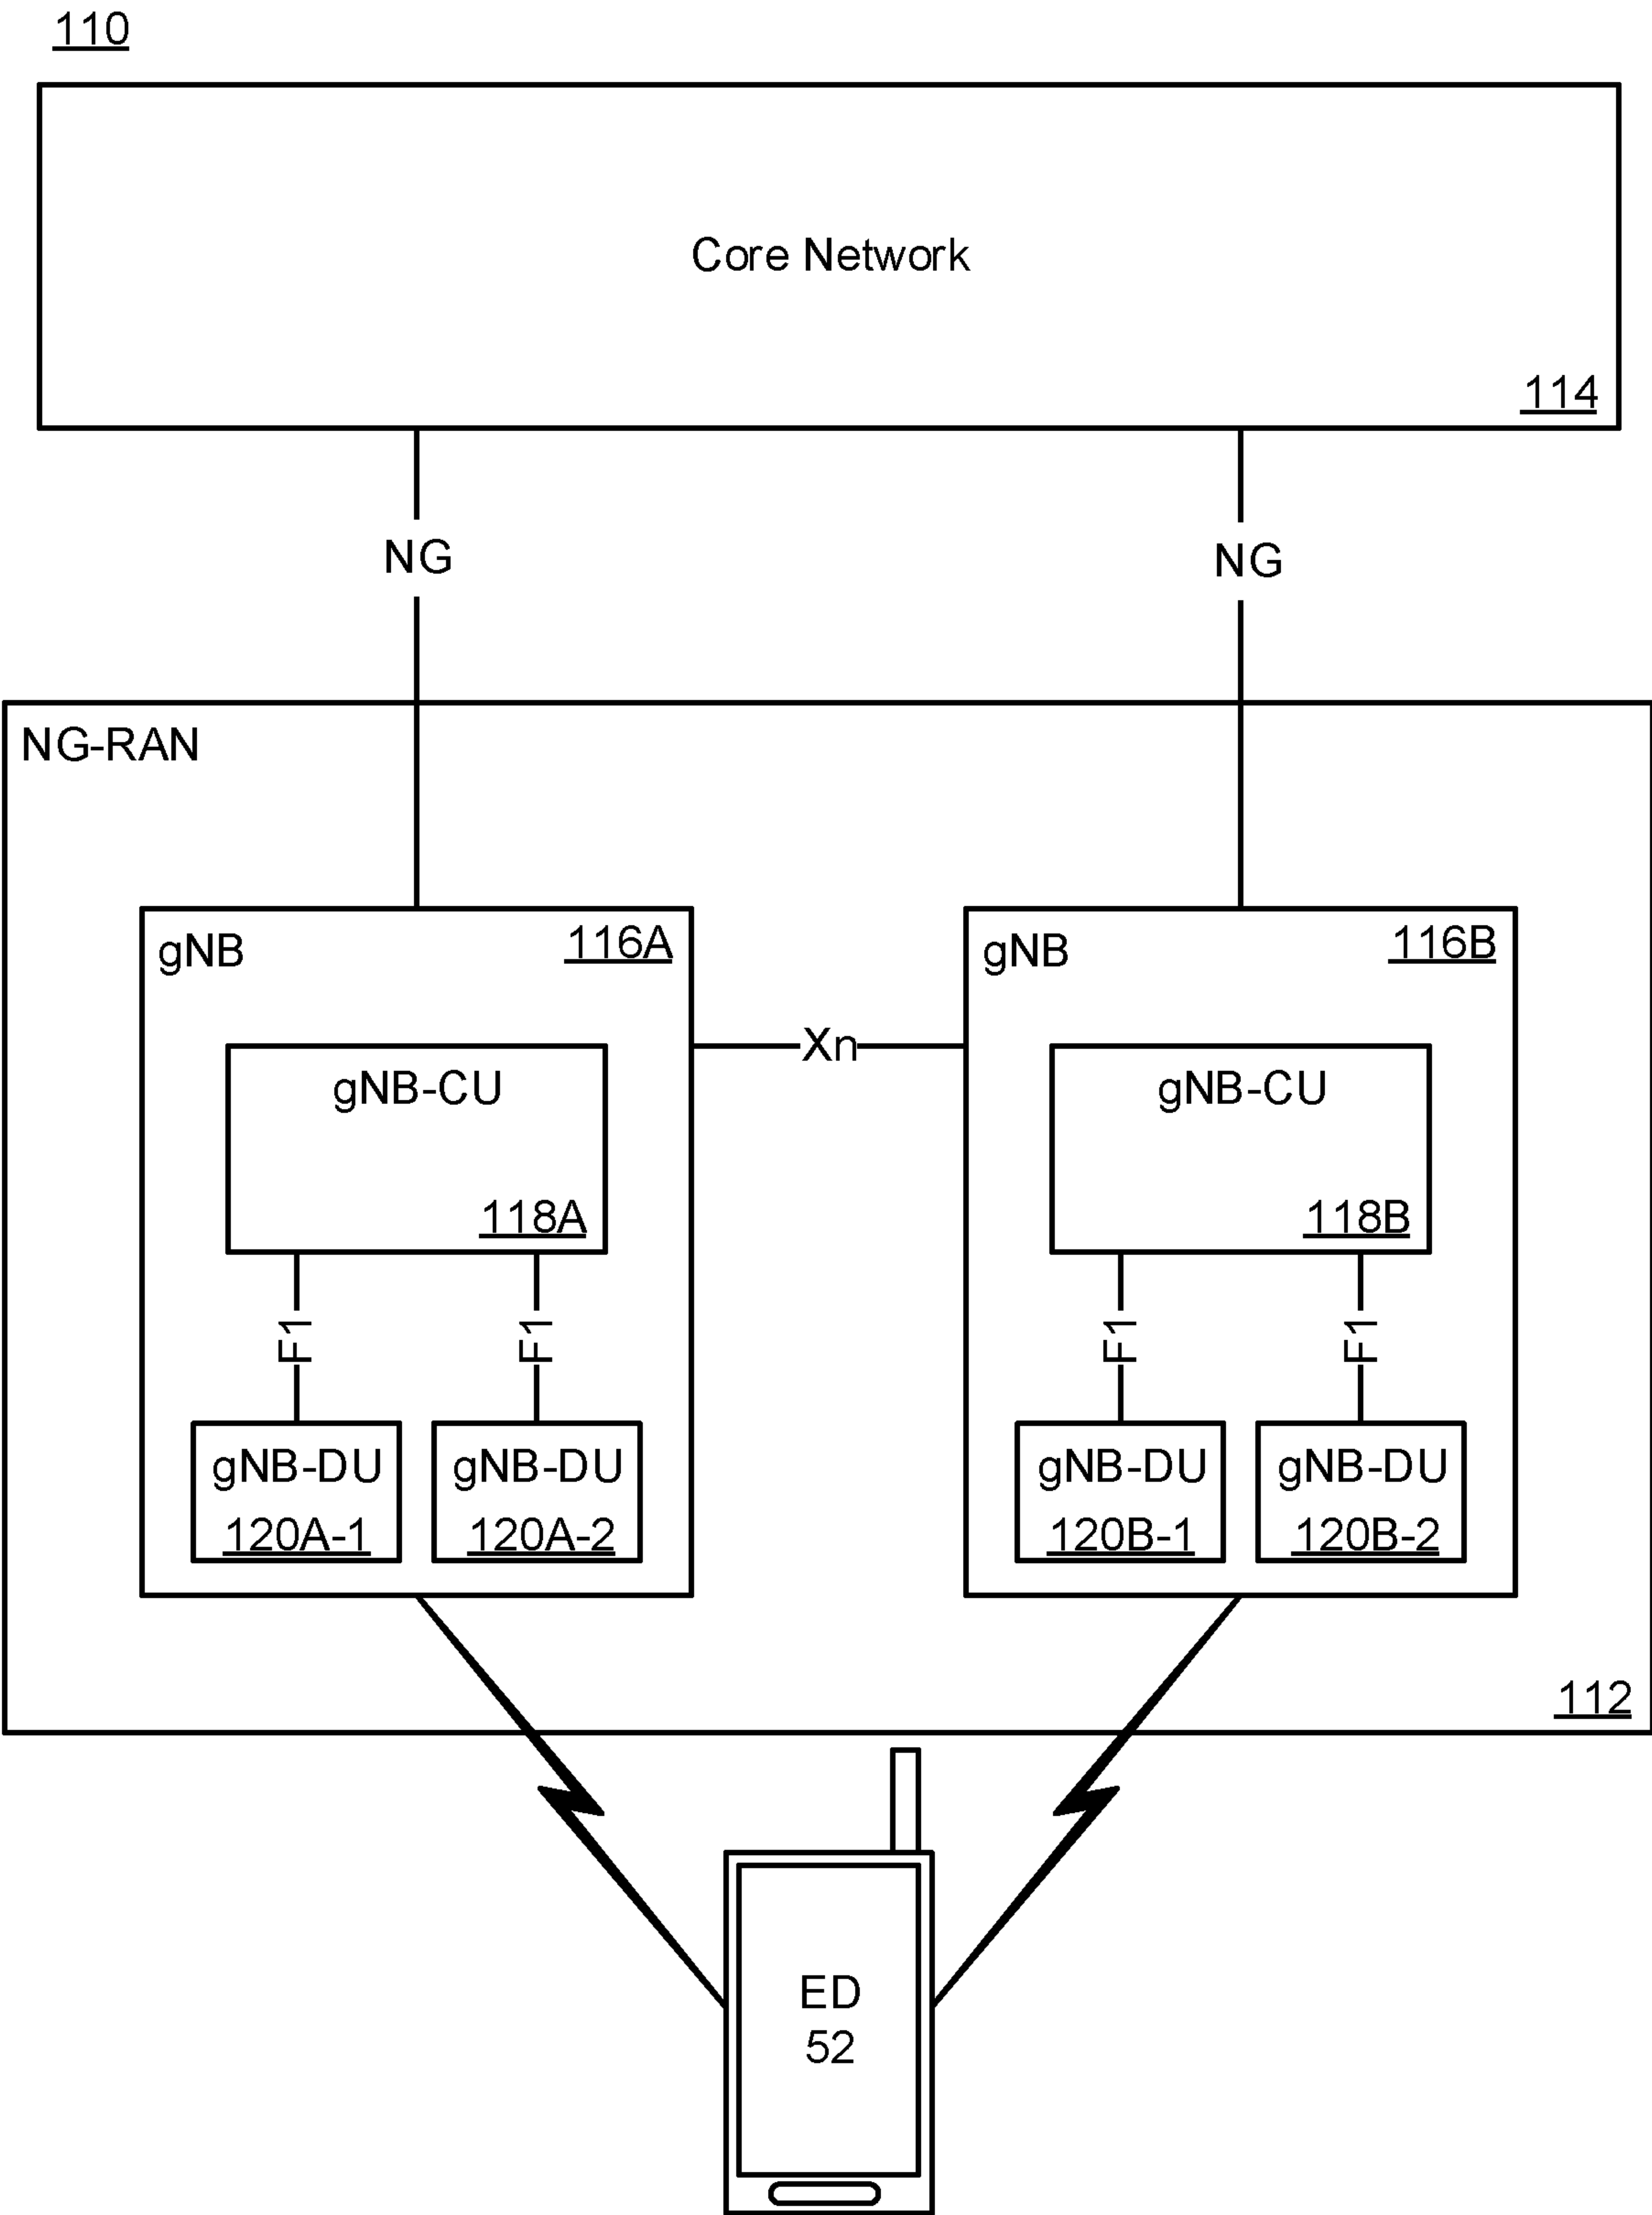 110
Core Network
114
NG
NG
NG-RAN
gNB
116A
gNB
116B
Xn
gNB-CU
118A
gNB-CU
118B
F1
F1
F1
F1
gNB-DU
120A-1
gNB-DU
120A-2
gNB-DU
120B-1
gNB-DU
120B-2
112
ED
52